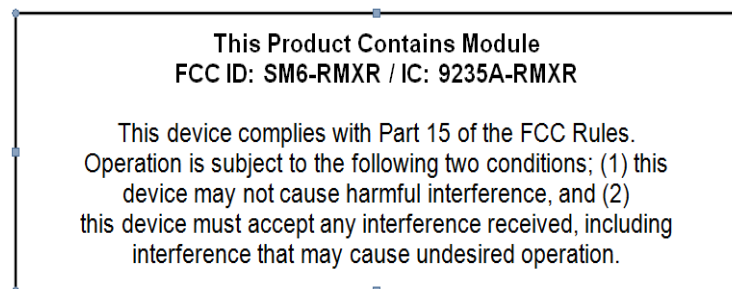 This Product Contains Module
FCC ID: SM6-RMXR / IC: 9235A-RMXR
This device complies with Part 15 of the FCC Rules.
Operation is subject to the following two conditions; (1) this
device may not cause harmful interference, and (2)
this device must accept any interference received, including
interference that may cause undesired operation.